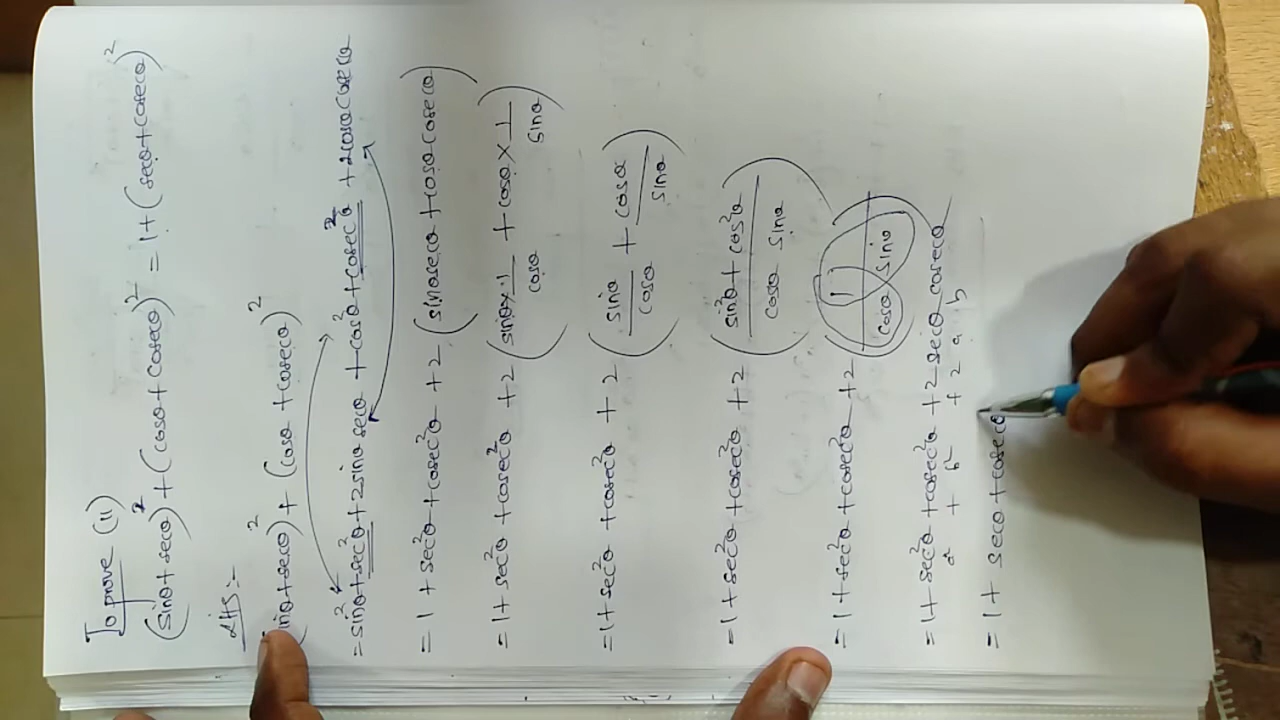 To prove (ii)
(sinθ + secθ)² + (cosθ + cosecθ)² = 1 + (secθ + cosecθ)²
LHS :-
(sinθ + secθ)² + (cosθ + cosecθ)²
= sin²θ + sec²θ + 2sinθ secθ + cos²θ + cosec²θ + 2cosθ cosecθ
= 1 + sec²θ + cosec²θ + 2 (sinθ secθ + cosθ cosecθ)
= 1 + sec²θ + cosec²θ + 2 (sinθ × 1/cosθ + cosθ × 1/sinθ)
= 1 + sec²θ + cosec²θ + 2 (sinθ/cosθ + cosθ/sinθ)
= 1 + sec²θ + cosec²θ + 2 (sin²θ + cos²θ / cosθ sinθ)
= 1 + sec²θ + cosec²θ + 2 (1 / cosθ sinθ)
= 1 + sec²θ + cosec²θ + 2 secθ cosecθ
a² + b² + 2 a b
= 1 + secθ + cosecθ